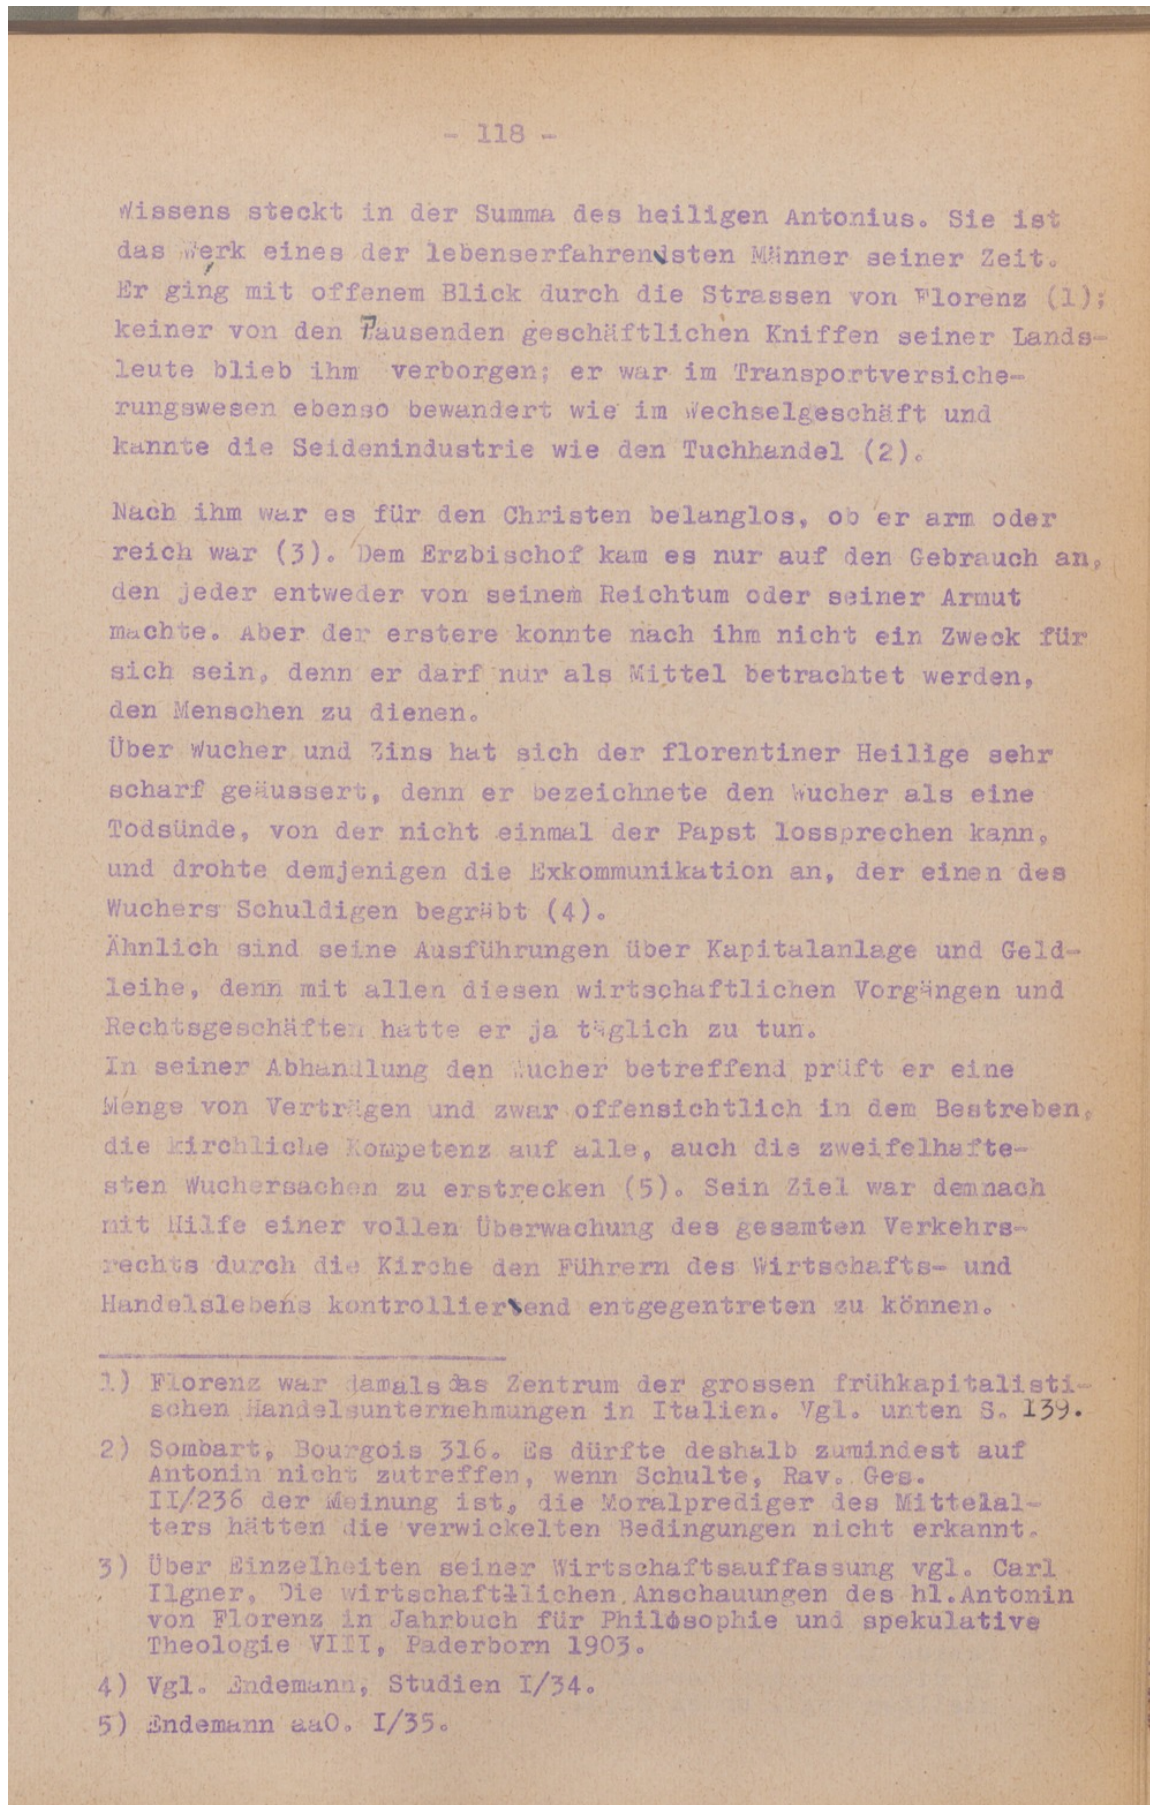 - 118 -
Wissens steckt in der Summa des heiligen Antonius. Sie ist
das Werk eines der lebenserfahrensten Männer seiner Zeit.
Er ging mit offenem Blick durch die Strassen von Florenz (1);
keiner von den Tausenden geschäftlichen Kniffen seiner Lands-
leute blieb ihm verborgen; er war im Transportversiche-
rungswesen ebenso bewandert wie im Wechselgeschäft und
kannte die Seidenindustrie wie den Tuchhandel (2).
Nach ihm war es für den Christen belanglos, ob er arm oder
reich war (3). Dem Erzbischof kam es nur auf den Gebrauch an,
den jeder entweder von seinem Reichtum oder seiner Armut
machte. Aber der erstere konnte nach ihm nicht ein Zweck für
sich sein, denn er darf nur als Mittel betrachtet werden,
den Menschen zu dienen.
Über Wucher und Zins hat sich der florentiner Heilige sehr
scharf geäussert, denn er bezeichnete den Wucher als eine
Todsünde, von der nicht einmal der Papst lossprechen kann,
und drohte demjenigen die Exkommunikation an, der einen des
Wuchers Schuldigen begräbt (4).
Ähnlich sind seine Ausführungen über Kapitalanlage und Geld-
leihe, denn mit allen diesen wirtschaftlichen Vorgängen und
Rechtsgeschäften hatte er ja täglich zu tun.
In seiner Abhandlung den Wucher betreffend prüft er eine
Menge von Verträgen und zwar offensichtlich in dem Bestreben,
die kirchliche Kompetenz auf alle, auch die zweifelhafte-
sten Wuchersachen zu erstrecken (5). Sein Ziel war demnach
mit Hilfe einer vollen Überwachung des gesamten Verkehrs-
rechts durch die Kirche den Führern des Wirtschafts- und
Handelslebens kontrollierend entgegentreten zu können.
1) Florenz war damals das Zentrum der grossen frühkapitalisti-
schen Handelsunternehmungen in Italien. Vgl. unten S. 139.
2) Sombart, Bourgois 316. Es dürfte deshalb zumindest auf
Antonin nicht zutreffen, wenn Schulte, Rav. Ges.
II/236 der Meinung ist, die Moralprediger des Mittelal-
ters hätten die verwickelten Bedingungen nicht erkannt.
3) Über Einzelheiten seiner Wirtschaftsauffassung vgl. Carl
Ilgner, Die wirtschaftlichen Anschauungen des hl.Antonin
von Florenz in Jahrbuch für Philosophie und spekulative
Theologie VIII, Paderborn 1903.
4) Vgl. Endemann, Studien I/34.
5) Endemann aaO. I/35.